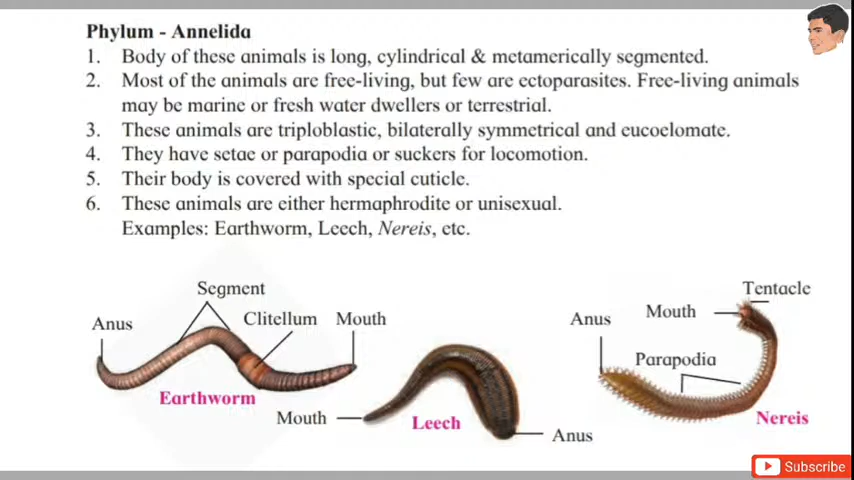 Phylum - Annelida
1. Body of these animals is long, cylindrical & metamerically segmented.
2. Most of the animals are free-living, but few are ectoparasites. Free-living animals
may be marine or fresh water dwellers or terrestrial.
3. These animals are triploblastic, bilaterally symmetrical and eucoelomate.
4. They have setae or parapodia or suckers for locomotion.
5. Their body is covered with special cuticle.
6. These animals are either hermaphrodite or unisexual.
Examples: Earthworm, Leech, Nereis, etc.
Segment
Anus
Clitellum
Mouth
Earthworm
Mouth
Leech
Anus
Tentacle
Mouth
Anus
Parapodia
Nereis
Subscribe